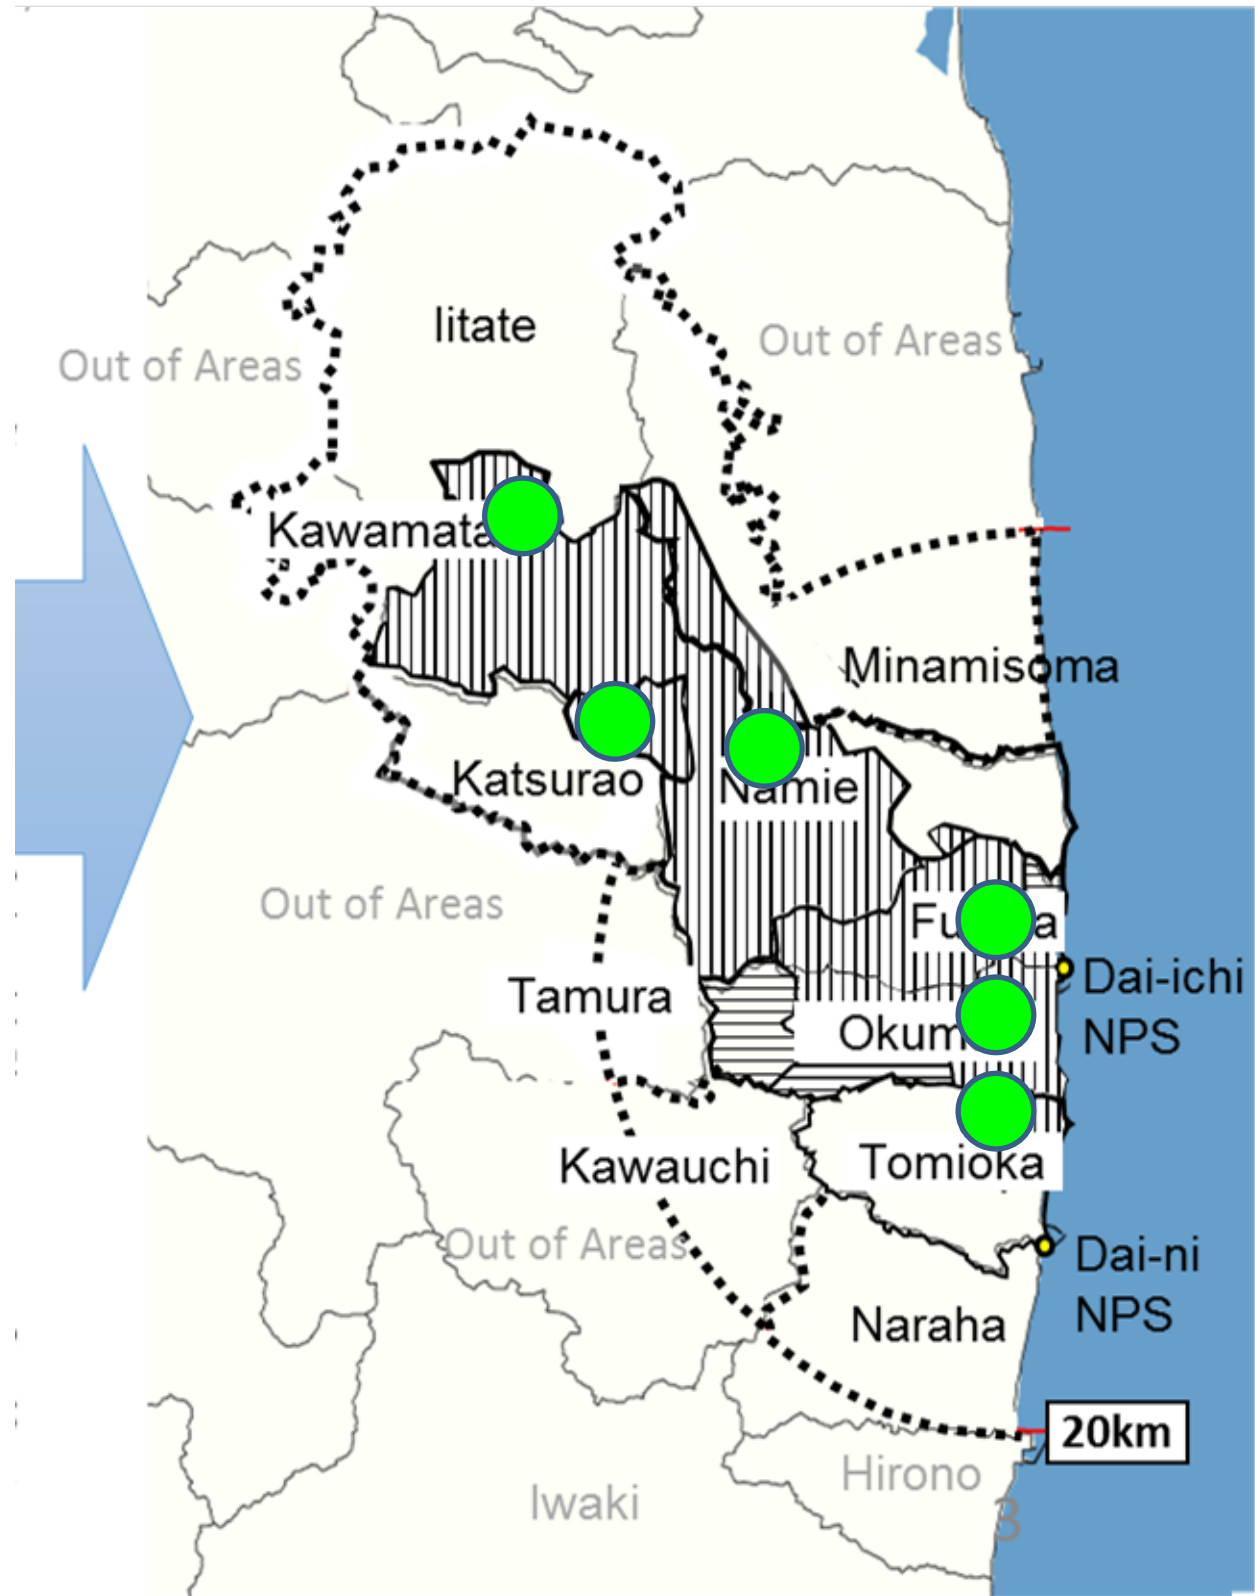 Iitate
Out of Areas
Out of Areas
Kawamata
Minamisoma
Katsurao
Namie
Out of Areas
Dai-ichi
NPS
Tamura
Kawauchi
Tomioka
Out of Areas
Dai-ni
NPS
Naraha
20km
Hirono
Iwaki
3